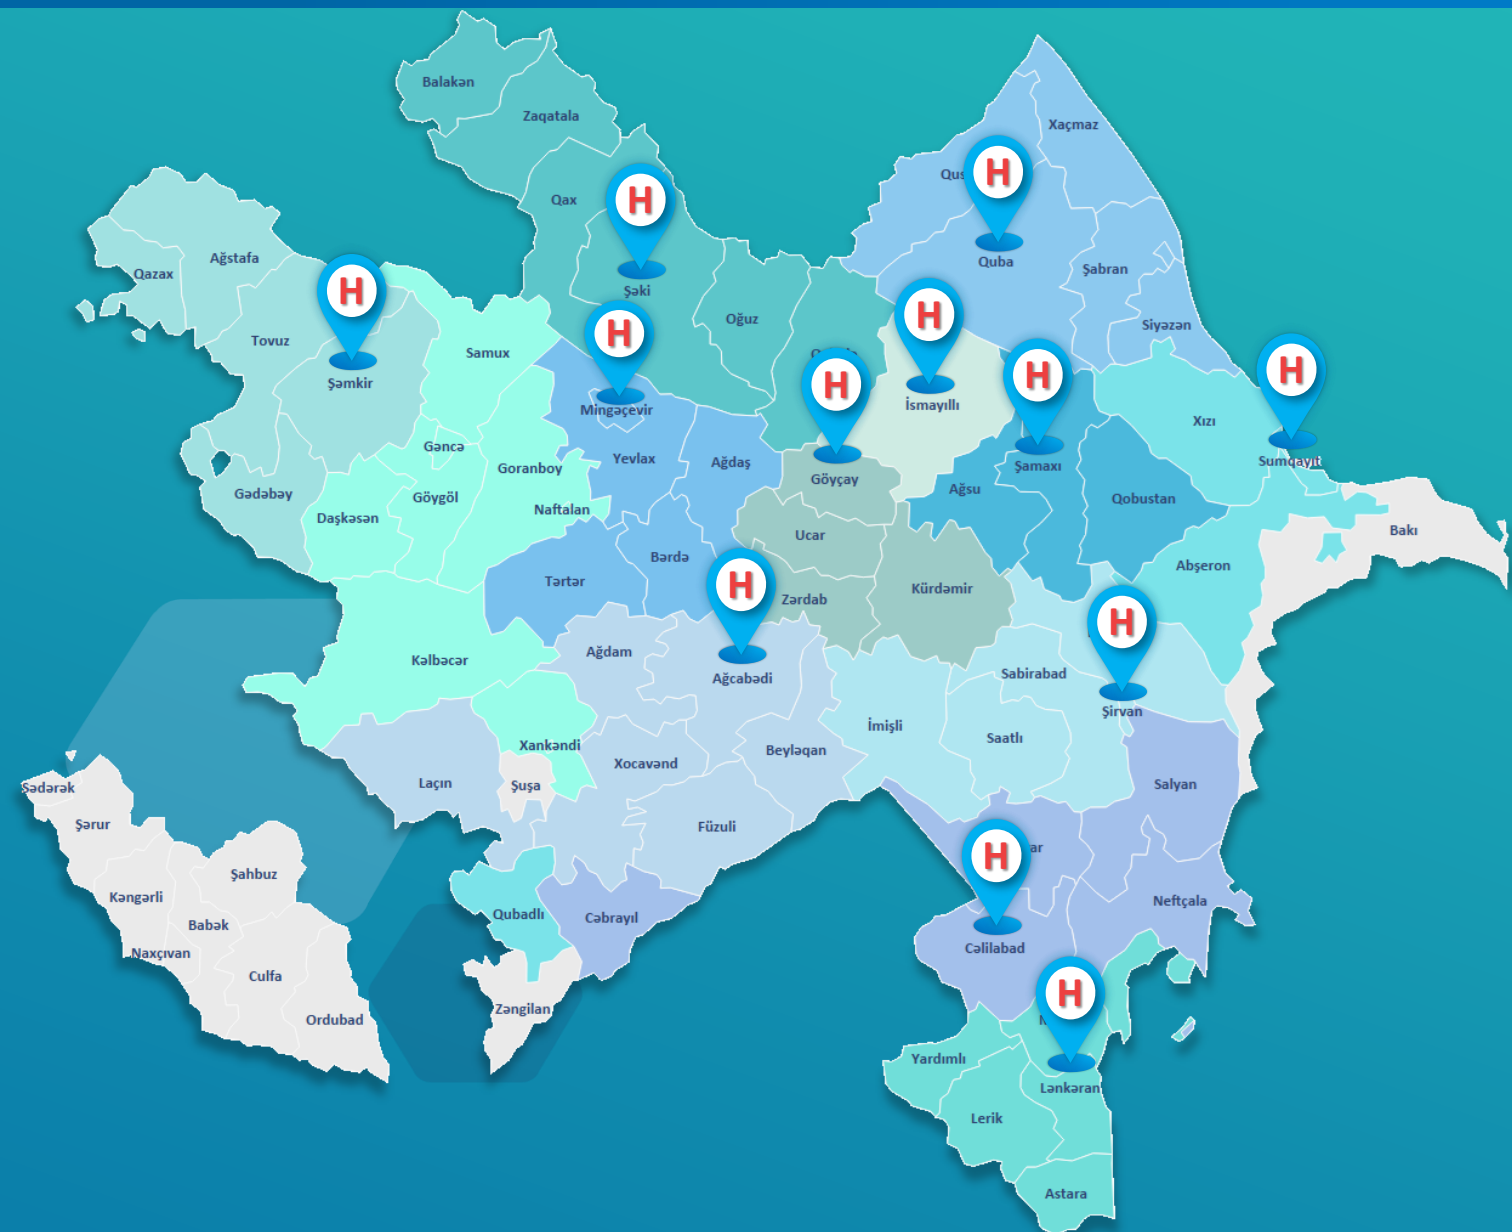 Balakən
Zaqatala
Xaçmaz
H
Qus
Qax
H
Ağstafa
Quba
Qazax
Şabran
H
Şəki
H
Oğuz
Siyəzən
H
Tovuz
Samux
H
H
H
Şəmkir
İsmayıllı
Mingəçevir
Xızı
Gəncə
Yevlax
Ağdaş
Şamaxı
Sumqayıt
Goranboy
Göyçay
Gədəbəy
Göygöl
Ağsu
Qobustan
Naftalan
Daşkəsən
Bakı
Ucar
Bərdə
Abşeron
Tərtər
H
Kürdəmir
Zərdab
H
Ağdam
Kəlbəcər
Sabirabad
Ağcabədi
Şirvan
İmişli
Saatlı
Xankəndi
Beyləqan
Xocavənd
Laçın
Şuşa
Salyan
Sədərək
Şərur
Füzuli
ar
H
Şahbuz
Kəngərli
Neftçala
Qubadlı
Cəbrayıl
Babək
Cəlilabad
Naxçıvan
Culfa
H
Zəngilan
Ordubad
Yardımlı
Lənkəran
Lerik
Astara